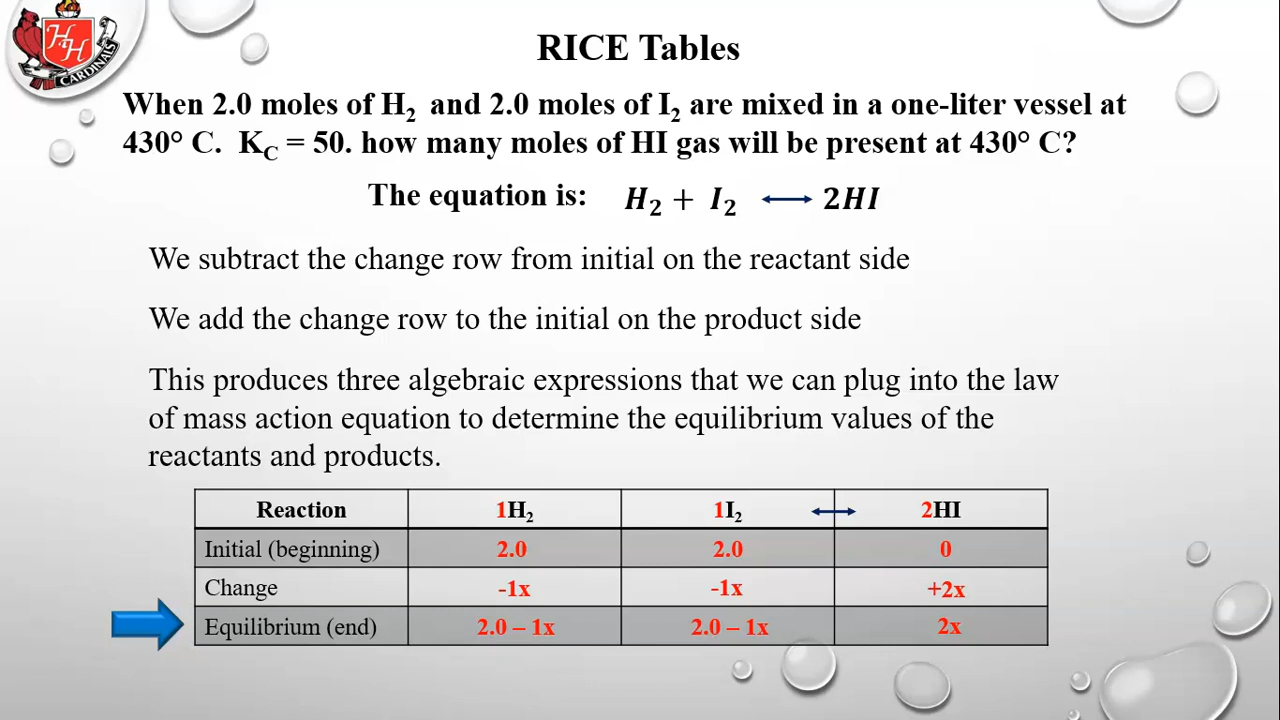 HH
CARDINALS
RICE Tables
When 2.0 moles of H₂ and 2.0 moles of I₂ are mixed in a one-liter vessel at
430° C. K_C = 50. how many moles of HI gas will be present at 430° C?
The equation is: H₂ + I₂ ⟷ 2HI
We subtract the change row from initial on the reactant side
We add the change row to the initial on the product side
This produces three algebraic expressions that we can plug into the law
of mass action equation to determine the equilibrium values of the
reactants and products.
Reaction 1H₂ 1I₂ ⟷ 2HI
Initial (beginning) 2.0 2.0 0
Change -1x -1x +2x
Equilibrium (end) 2.0 – 1x 2.0 – 1x 2x